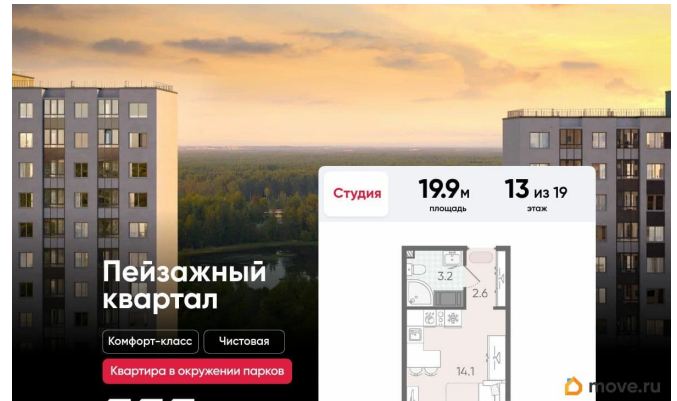 Студия
19.9 м
площадь
13 из 19
этаж
Пейзажный
квартал
Комфорт-класс
Чистовая
Квартира в окружении парков
3.2
2.6
14.1
move.ru